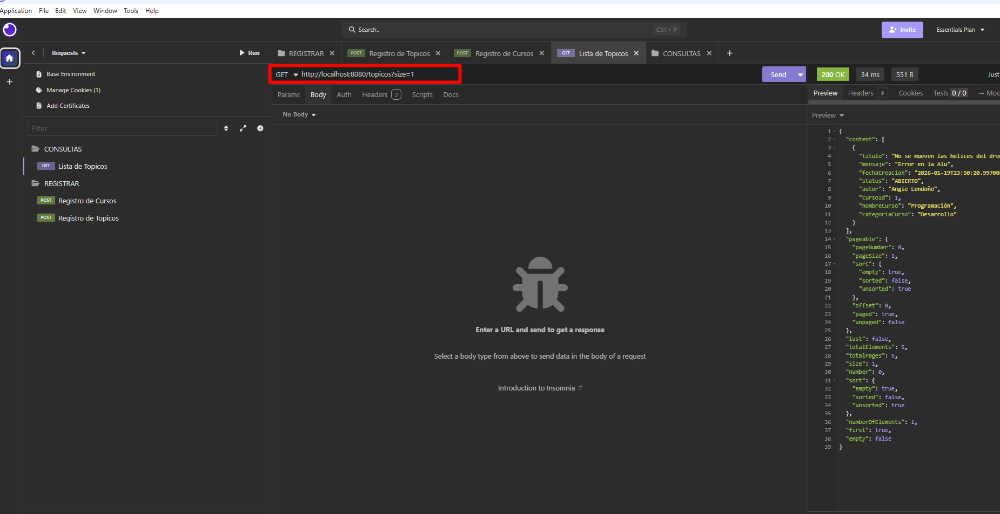 Application File Edit View Window Tools Help
Search.. Ctrl + P
Invite
Essentials Plan
Requests
Run
REGISTRAR
POST Registro de Topicos
POST Registro de Cursos
GET Lista de Topicos
CONSULTAS
Base Environment
Manage Cookies (1)
Add Certificates
Filter
CONSULTAS
GET Lista de Topicos
REGISTRAR
POST Registro de Cursos
POST Registro de Topicos
GET http://localhost:8080/topicos?size=1
Send
Params Body Auth Headers 3 Scripts Docs
No Body
Enter a URL and send to get a response
Select a body type from above to send data in the body of a request
Introduction to Insomnia
200 OK 34 ms 551 B Just
Preview Headers 9 Cookies Tests 0 / 0 → Moc
Preview
1 {
2 "content": [
3 {
4 "titulo": "Mo se mueven las helices del dron
5 "mensaje": "Error en la Alu",
6 "fechaCreacion": "2026-01-19T23:50:20.997008
7 "status": "ABIERTO",
8 "autor": "Angie Londoño",
9 "cursoId": 1,
10 "nombreCurso": "Programación",
11 "categoriaCurso": "Desarrollo"
12 }
13 ],
14 "pageable": {
15 "pageNumber": 0,
16 "pageSize": 1,
17 "sort": {
18 "empty": true,
19 "sorted": false,
20 "unsorted": true
21 },
22 "offset": 0,
23 "paged": true,
24 "unpaged": false
25 },
26 "last": false,
27 "totalElements": 5,
28 "totalPages": 5,
29 "size": 1,
30 "number": 0,
31 "sort": {
32 "empty": true,
33 "sorted": false,
34 "unsorted": true
35 },
36 "numberOfElements": 1,
37 "first": true,
38 "empty": false
39 }